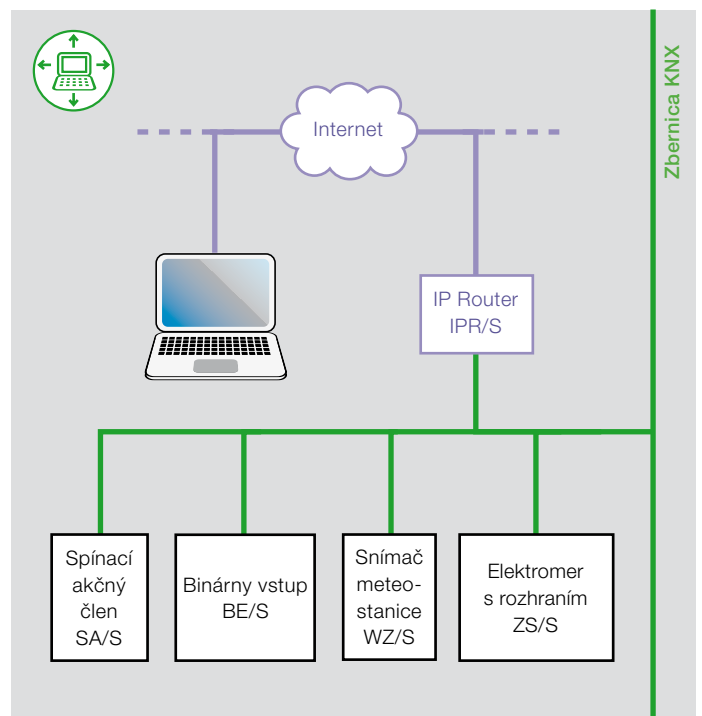 Internet
Zbernica KNX
IP Router
IPR/S
Spínací
akčný
člen
SA/S
Binárny vstup
BE/S
Snímač
meteo-
stanice
WZ/S
Elektromer
s rozhraním
ZS/S